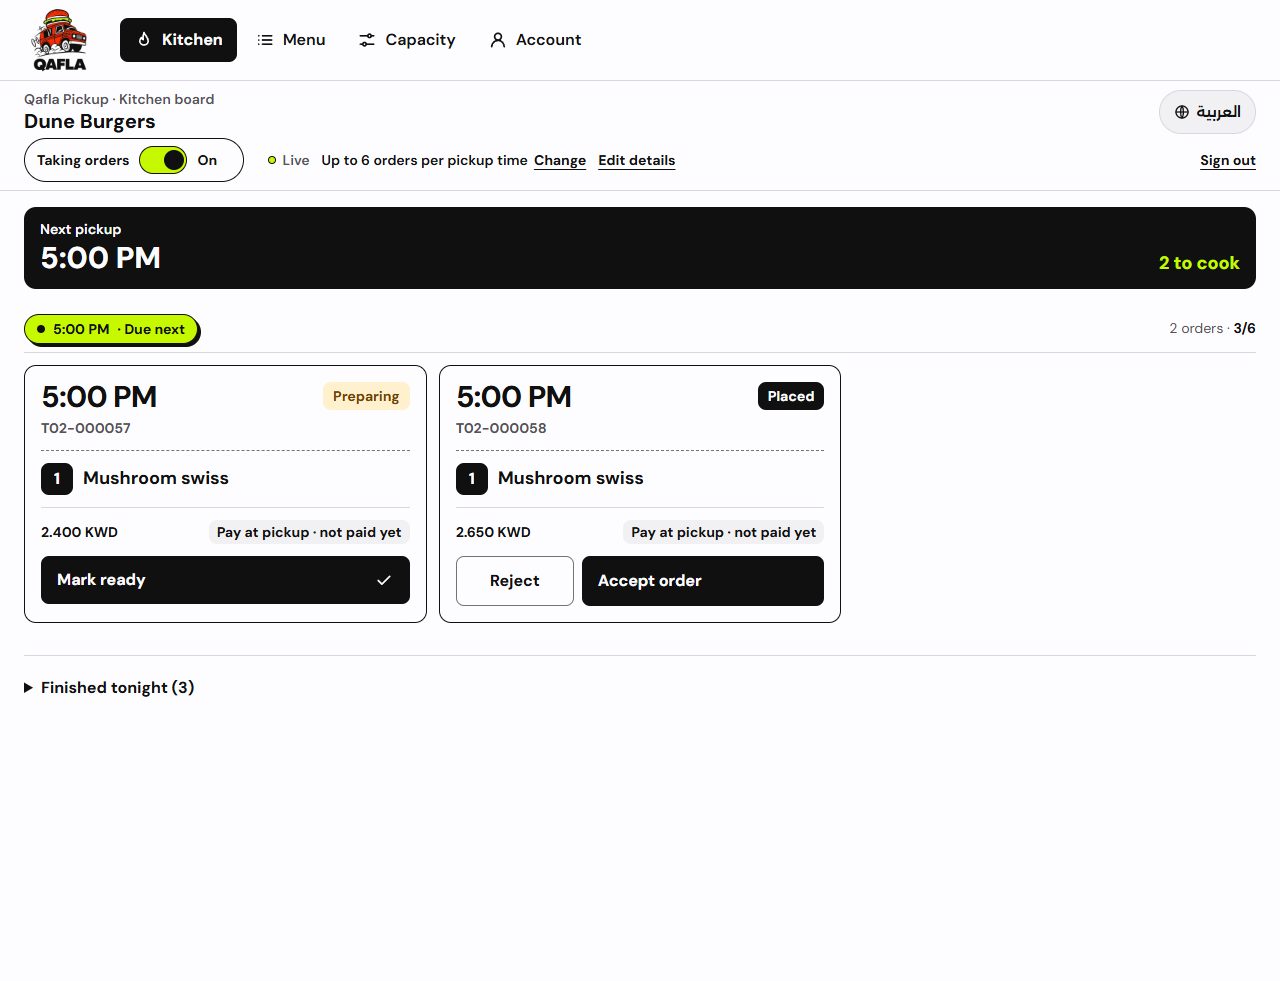 QAFLA
Kitchen
Menu
Capacity
Account
Qafla Pickup · Kitchen board
Dune Burgers
العربية
Taking orders
On
Live
Up to 6 orders per pickup time Change
Edit details
Sign out
Next pickup
5:00 PM
2 to cook
5:00 PM · Due next
2 orders · 3/6
5:00 PM
Preparing
T02-000057
1 Mushroom swiss
2.400 KWD
Pay at pickup · not paid yet
Mark ready
5:00 PM
Placed
T02-000058
1 Mushroom swiss
2.650 KWD
Pay at pickup · not paid yet
Reject
Accept order
Finished tonight (3)